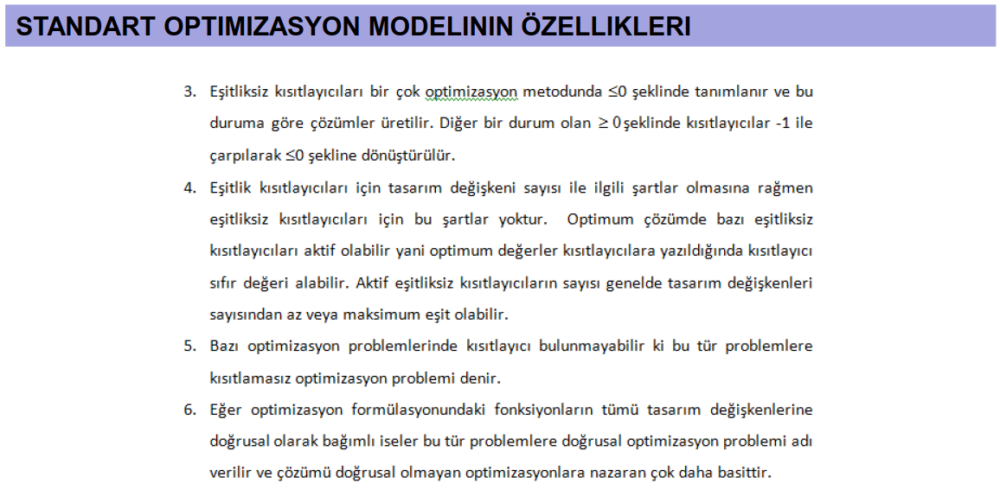 STANDART OPTIMIZASYON MODELININ ÖZELLIKLERI
3. Eşitliksiz kısıtlayıcıları bir çok optimizasyon metodunda ≤0 şeklinde tanımlanır ve bu
duruma göre çözümler üretilir. Diğer bir durum olan ≥ 0 şeklinde kısıtlayıcılar -1 ile
çarpılarak ≤0 şekline dönüştürülür.
4. Eşitlik kısıtlayıcıları için tasarım değişkeni sayısı ile ilgili şartlar olmasına rağmen
eşitliksiz kısıtlayıcıları için bu şartlar yoktur. Optimum çözümde bazı eşitliksiz
kısıtlayıcıları aktif olabilir yani optimum değerler kısıtlayıcılara yazıldığında kısıtlayıcı
sıfır değeri alabilir. Aktif eşitliksiz kısıtlayıcıların sayısı genelde tasarım değişkenleri
sayısından az veya maksimum eşit olabilir.
5. Bazı optimizasyon problemlerinde kısıtlayıcı bulunmayabilir ki bu tür problemlere
kısıtlamasız optimizasyon problemi denir.
6. Eğer optimizasyon formülasyonundaki fonksiyonların tümü tasarım değişkenlerine
doğrusal olarak bağımlı iseler bu tür problemlere doğrusal optimizasyon problemi adı
verilir ve çözümü doğrusal olmayan optimizasyonlara nazaran çok daha basittir.